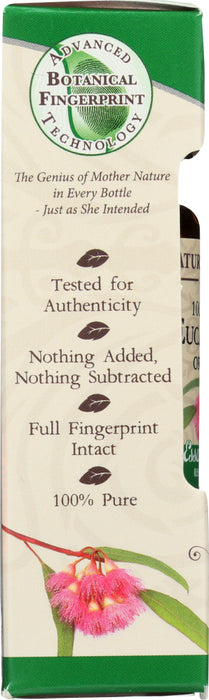 ADVANCED
BOTANICAL
FINGERPRINT
TECHNOLOGY
The Genius of Mother Nature
in Every Bottle
- Just as She Intended
Tested for
Authenticity
Nothing Added,
Nothing Subtracted
Full Fingerprint
Intact
100% Pure